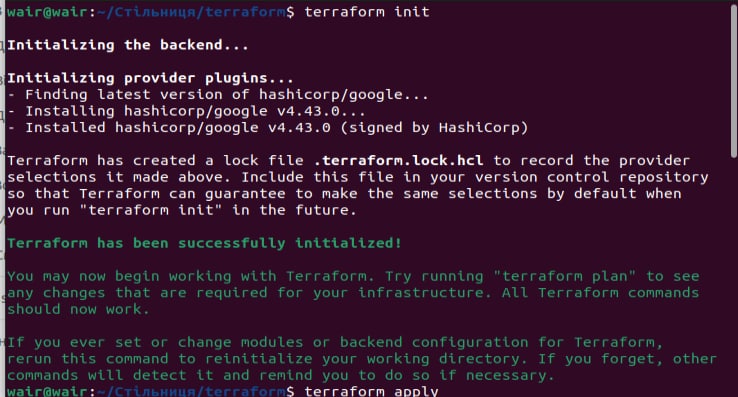 wair@wair:~/Стільниця/terraform$ terraform init
Initializing the backend...
Initializing provider plugins...
- Finding latest version of hashicorp/google...
- Installing hashicorp/google v4.43.0...
- Installed hashicorp/google v4.43.0 (signed by HashiCorp)
Terraform has created a lock file .terraform.lock.hcl to record the provider
selections it made above. Include this file in your version control repository
so that Terraform can guarantee to make the same selections by default when
you run "terraform init" in the future.
Terraform has been successfully initialized!
You may now begin working with Terraform. Try running "terraform plan" to see
any changes that are required for your infrastructure. All Terraform commands
should now work.
If you ever set or change modules or backend configuration for Terraform,
rerun this command to reinitialize your working directory. If you forget, other
commands will detect it and remind you to do so if necessary.
wair@wair:~/Стільниця/terraform$ terraform apply